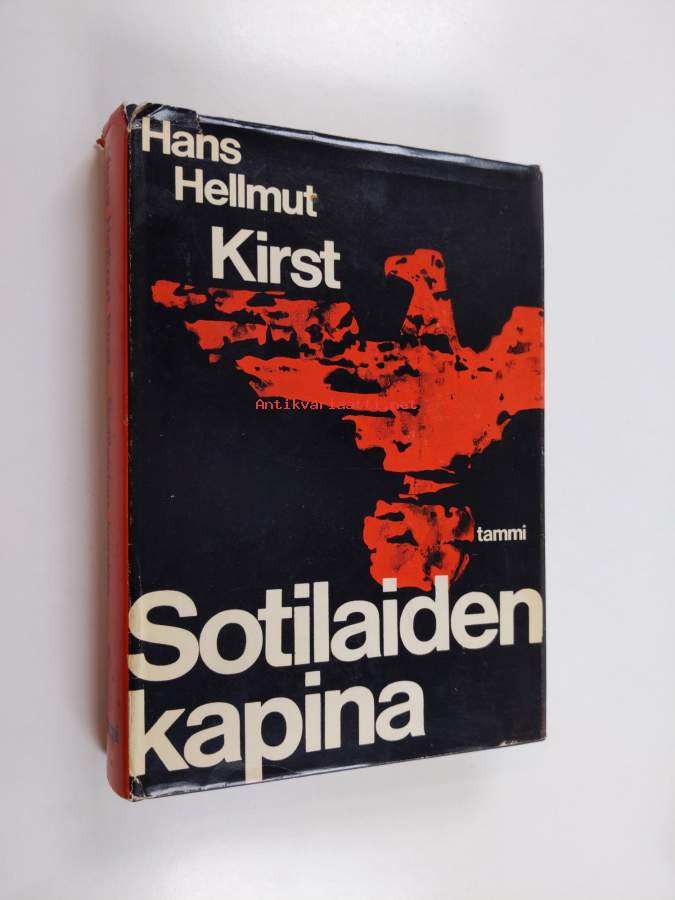 Hans
Hellmut
Kirst
Antikvariaatti.net
tammi
Sotilaiden
kapina